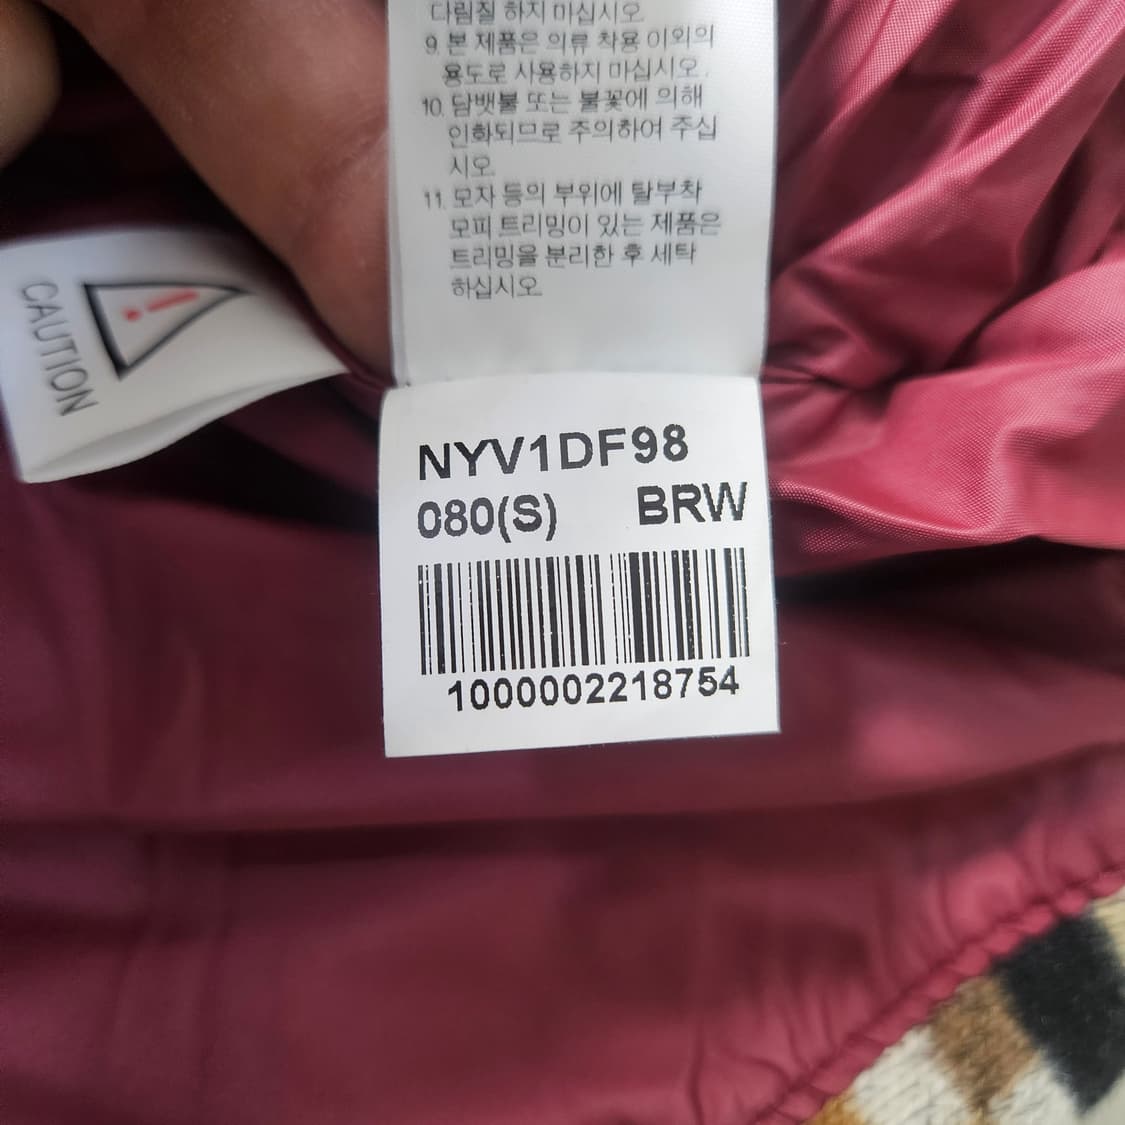 다림질 하지 마십시오
9. 본 제품은 의류 착용 이외의
용도로 사용하지 마십시오.
10. 담뱃불 또는 불꽃에 의해
인화되므로 주의하여 주십
시오.
11. 모자 등의 부위에 탈부착
모피 트리밍이 있는 제품은
트리밍을 분리한 후 세탁
하십시오
CAUTION
NYV1DF98
080(S) BRW
1000002218754